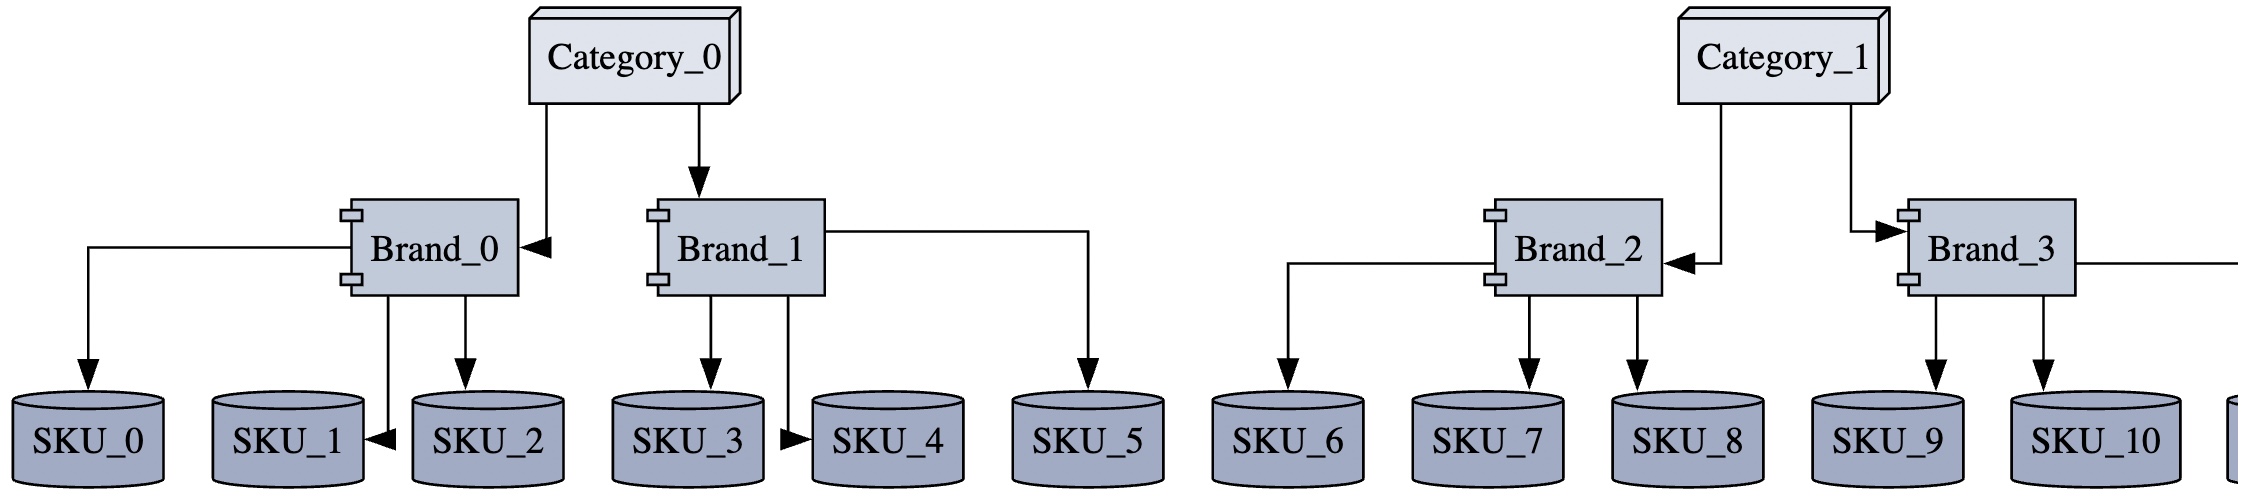 Category_0
Category_1
Brand_0
Brand_1
Brand_2
Brand_3
SKU_0
SKU_1
SKU_2
SKU_3
SKU_4
SKU_5
SKU_6
SKU_7
SKU_8
SKU_9
SKU_10